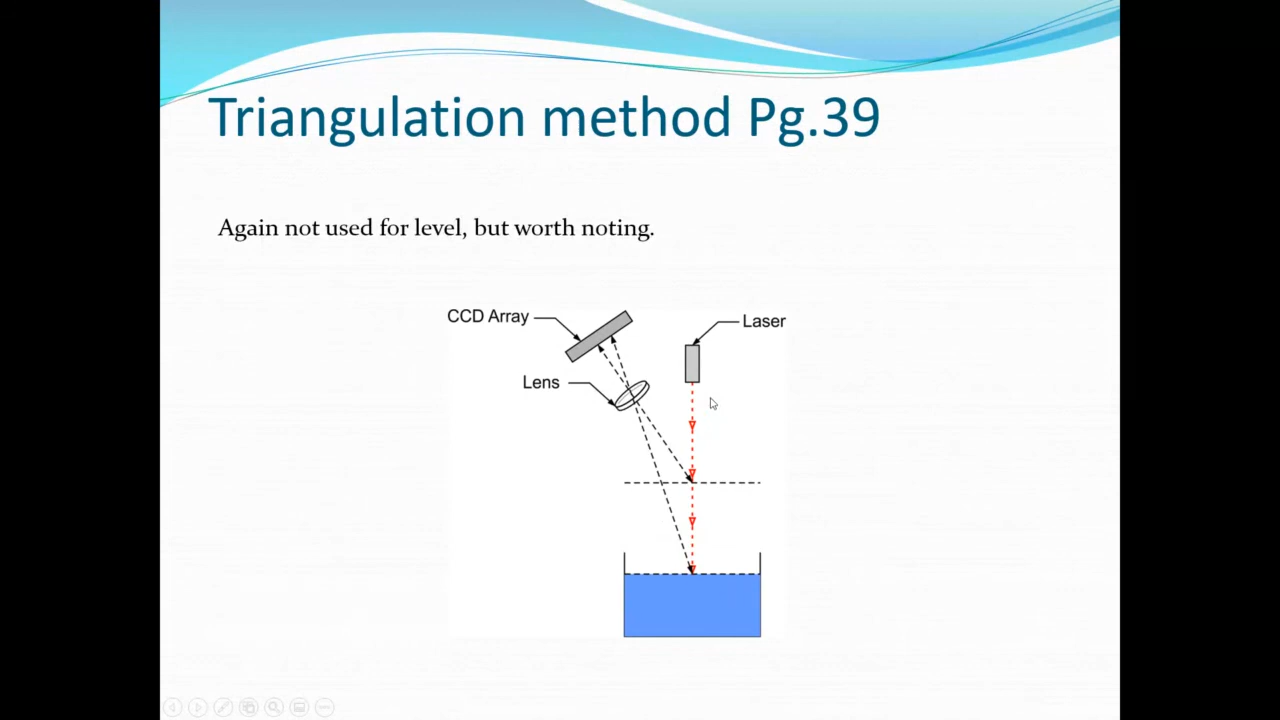 Triangulation method Pg.39
Again not used for level, but worth noting.
CCD Array
Laser
Lens